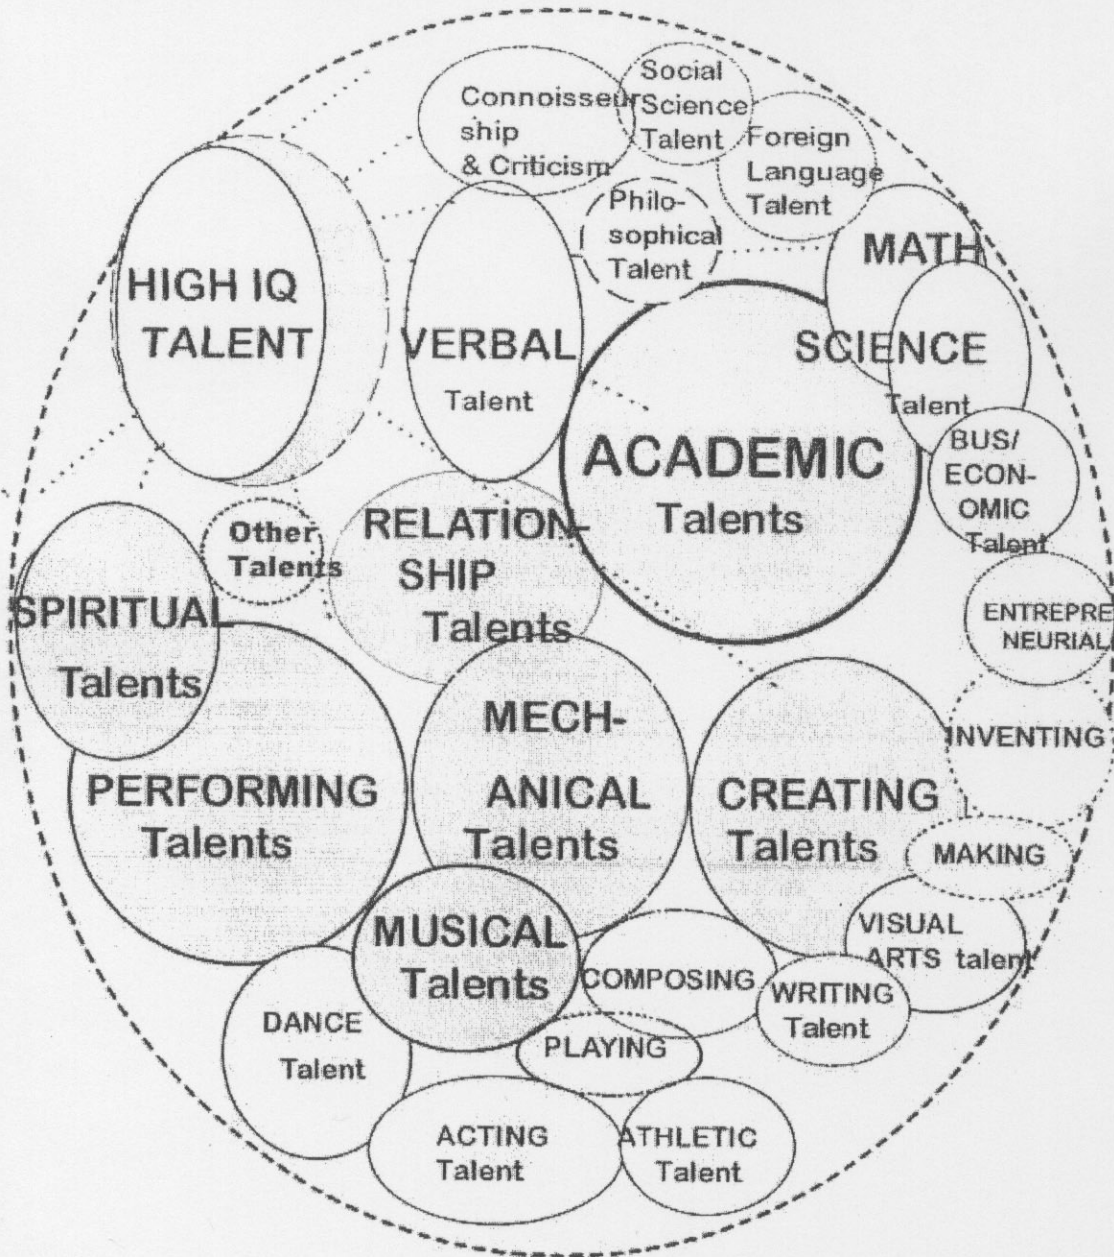 Connoisseur
ship
& Criticism
Social
Science
Talent
Foreign
Language
Talent
Philo-
sophical
Talent
MATH
HIGH IQ
TALENT
VERBAL
Talent
SCIENCE
Talent
ACADEMIC
Talents
BUS/
ECON-
OMIC
Talent
Other
Talents
RELATION-
SHIP
Talents
SPIRITUAL
Talents
ENTREPRE
NEURIAL
MECH-
ANICAL
Talents
INVENTING
PERFORMING
Talents
CREATING
Talents
MAKING
MUSICAL
Talents
VISUAL
ARTS talent
COMPOSING
WRITING
Talent
DANCE
Talent
PLAYING
ACTING
Talent
ATHLETIC
Talent